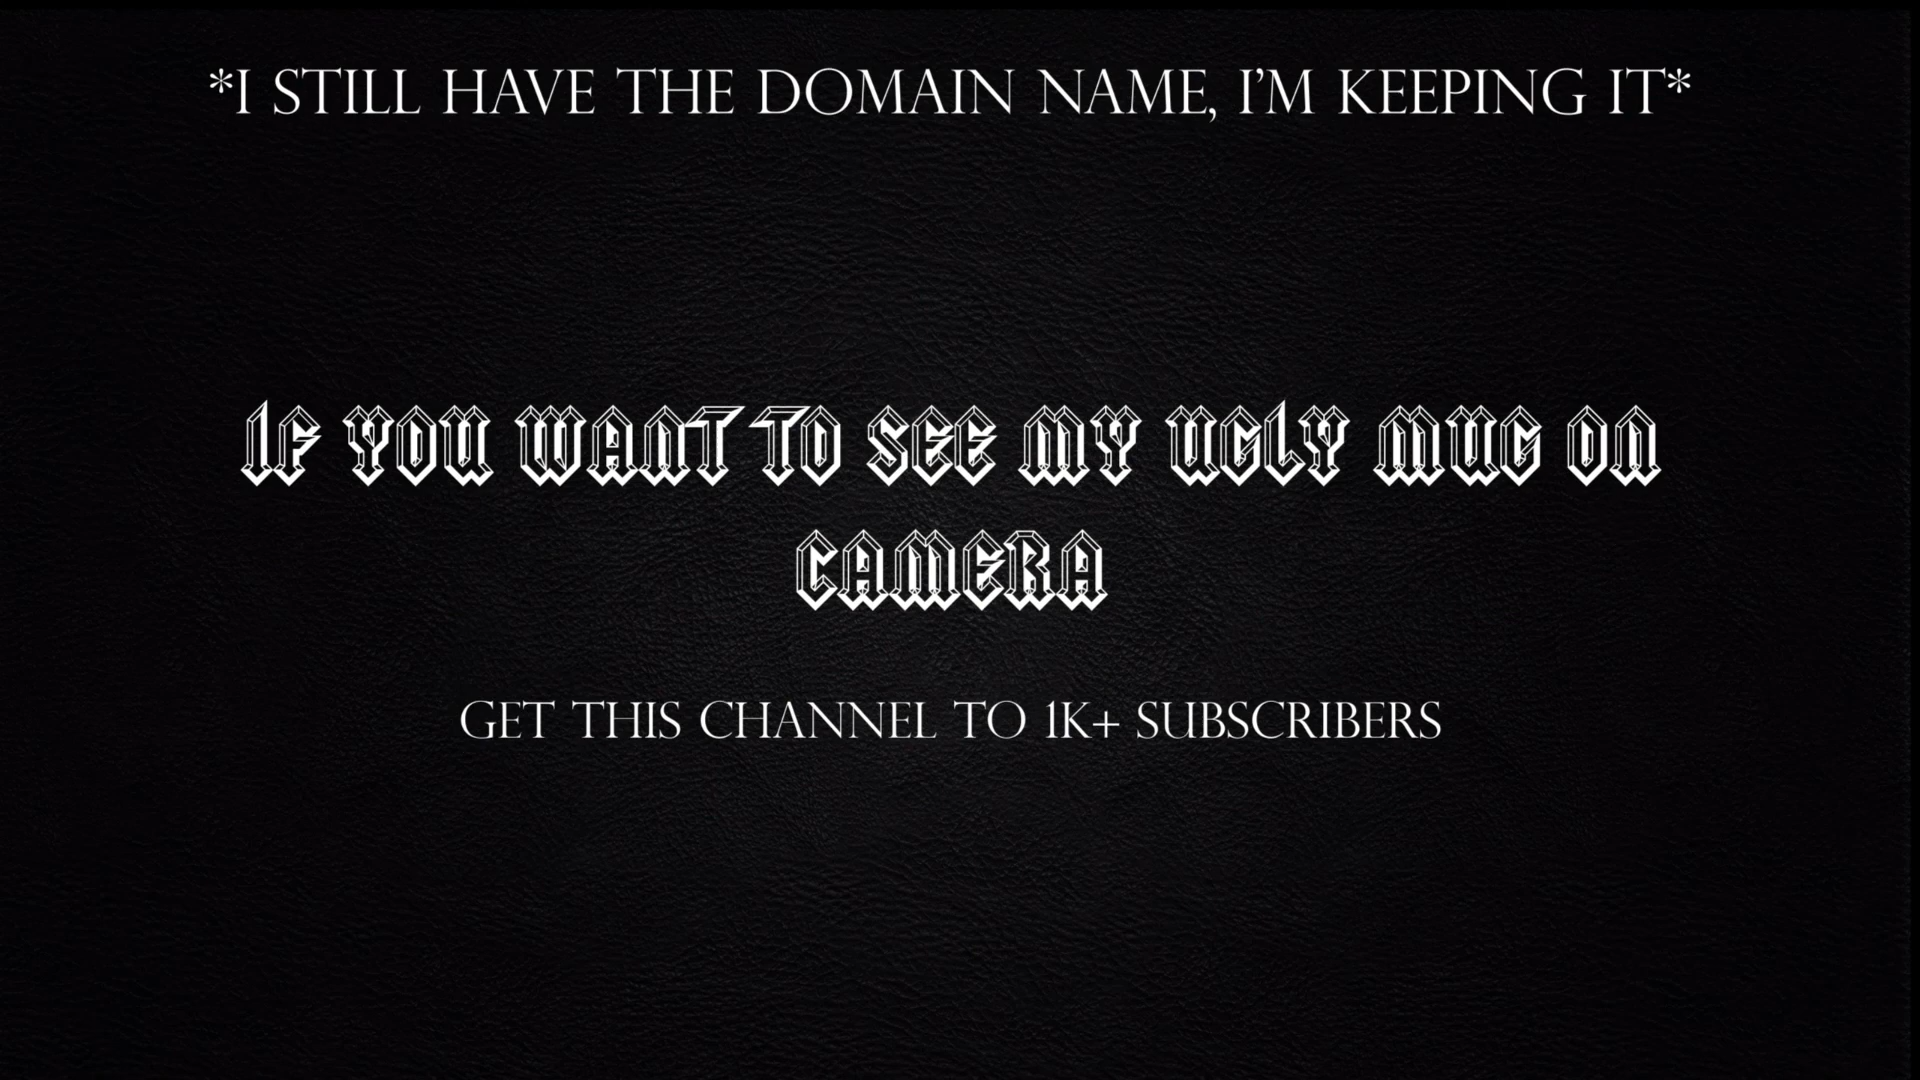 *I STILL HAVE THE DOMAIN NAME, I'M KEEPING IT*
IF YOU WANT TO SEE MY UGLY MUG ON
CAMERA
GET THIS CHANNEL TO 1K+ SUBSCRIBERS